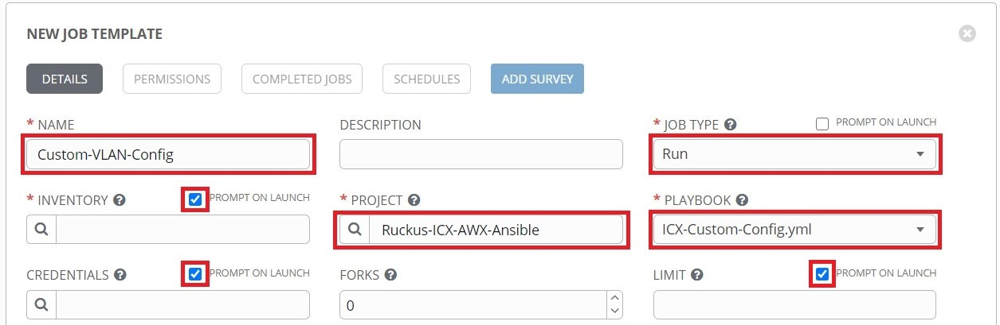 NEW JOB TEMPLATE
DETAILS PERMISSIONS COMPLETED JOBS SCHEDULES ADD SURVEY
* NAME DESCRIPTION * JOB TYPE ? PROMPT ON LAUNCH
Custom-VLAN-Config Run
* INVENTORY ? PROMPT ON LAUNCH * PROJECT ? * PLAYBOOK ?
Ruckus-ICX-AWX-Ansible ICX-Custom-Config.yml
CREDENTIALS ? PROMPT ON LAUNCH FORKS ? LIMIT ? PROMPT ON LAUNCH
0